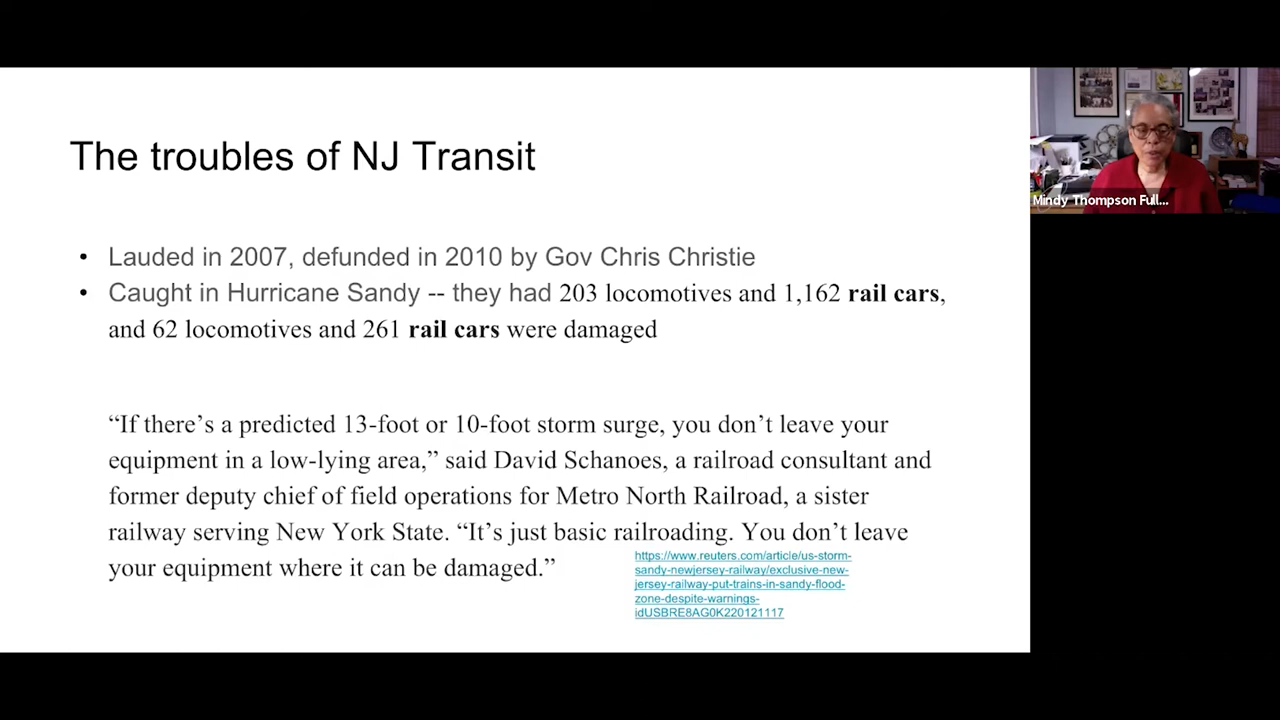 The troubles of NJ Transit
Mindy Thompson Full...
• Lauded in 2007, defunded in 2010 by Gov Chris Christie
• Caught in Hurricane Sandy -- they had 203 locomotives and 1,162 rail cars,
and 62 locomotives and 261 rail cars were damaged
“If there’s a predicted 13-foot or 10-foot storm surge, you don’t leave your
equipment in a low-lying area,” said David Schanoes, a railroad consultant and
former deputy chief of field operations for Metro North Railroad, a sister
railway serving New York State. “It’s just basic railroading. You don’t leave
your equipment where it can be damaged.”
https://www.reuters.com/article/us-storm-
sandy-newjersey-railway/exclusive-new-
jersey-railway-put-trains-in-sandy-flood-
zone-despite-warnings-
idUSBRE8AG0K220121117